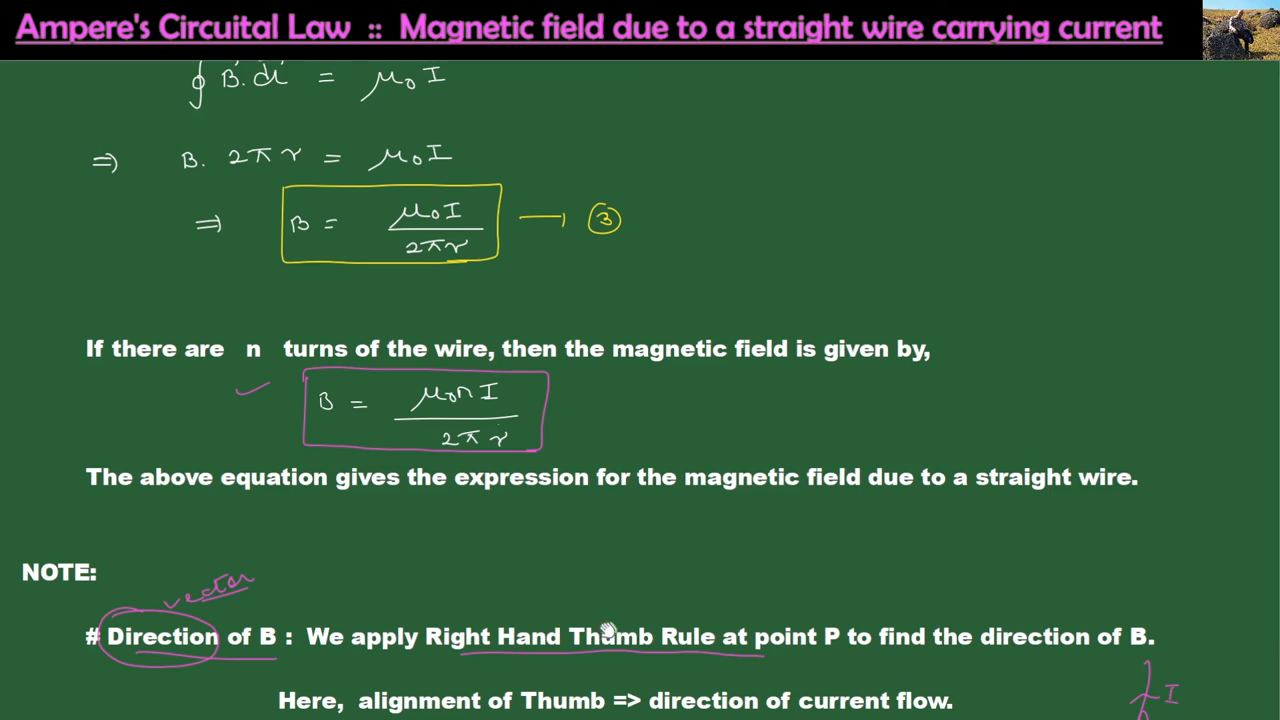 Ampere's Circuital Law :: Magnetic field due to a straight wire carrying current
∮ B⃗. dl⃗ = μ₀I
⇒ B. 2πr = μ₀I
⇒ B = μ₀I / 2πr → ③
If there are n turns of the wire, then the magnetic field is given by,
✓ B = μ₀nI / 2πr
The above equation gives the expression for the magnetic field due to a straight wire.
NOTE:
vector
# Direction of B : We apply Right Hand Thumb Rule at point P to find the direction of B.
Here, alignment of Thumb => direction of current flow.
I